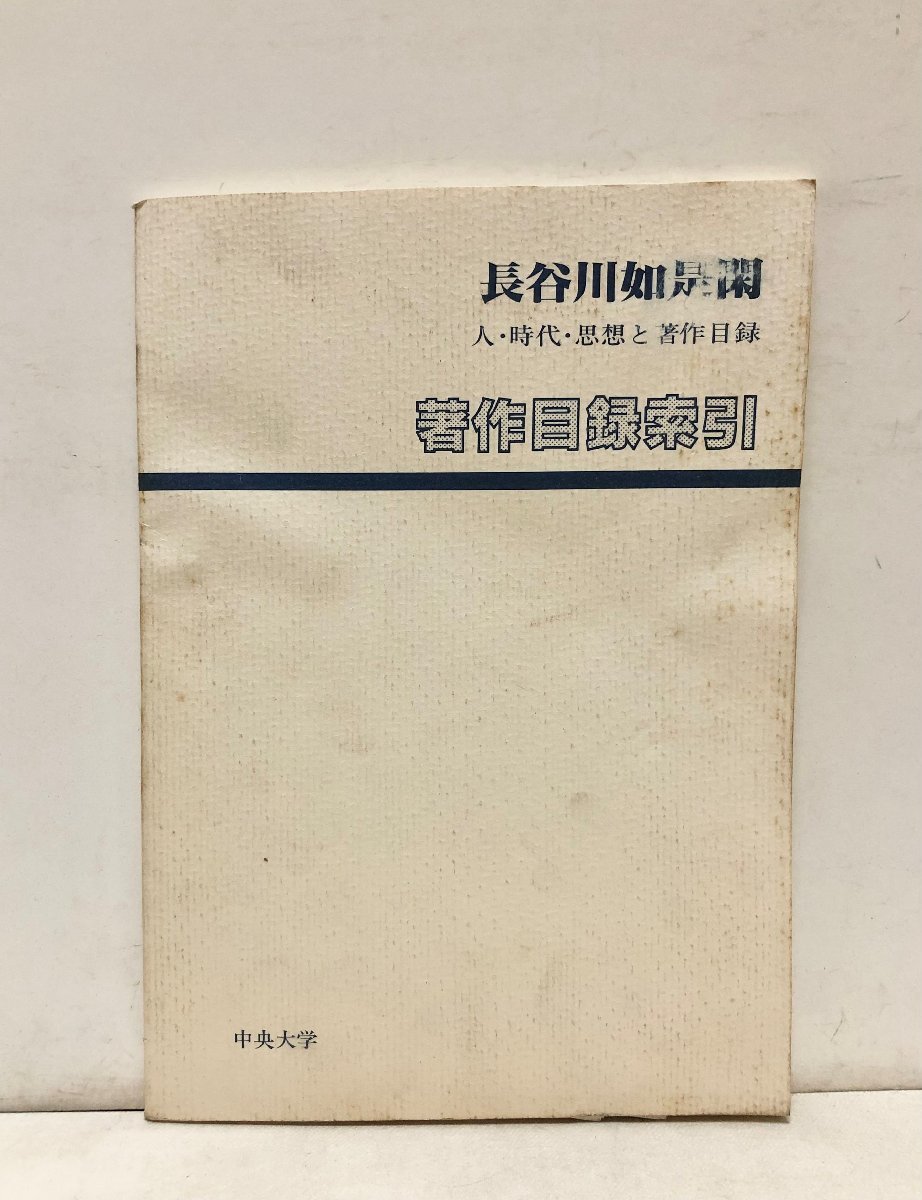 長谷川如是閑
人・時代・思想と著作目録
著作目録索引
中央大学